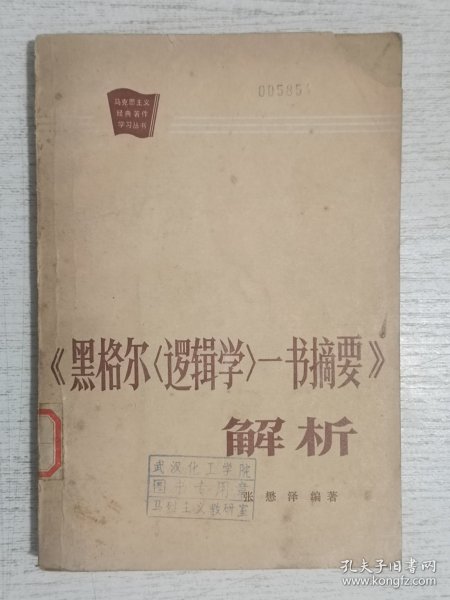 马克思主义
经典著作
学习丛书
005853
《黑格尔〈逻辑学〉一书摘要》
解析
武汉化工学院
图书专用章
马列主义教研室
张懋泽 编著
孔夫子旧书网
www.kongfz.com